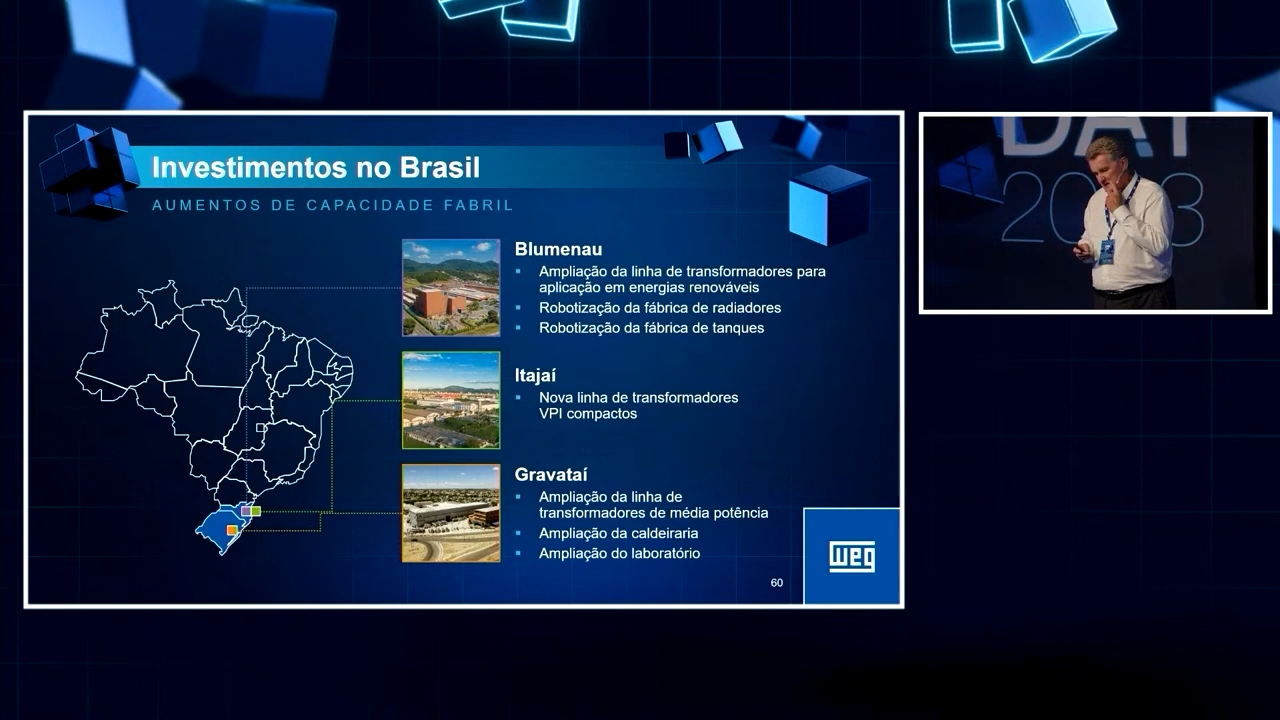 Investimentos no Brasil
AUMENTOS DE CAPACIDADE FABRIL
Blumenau
Ampliação da linha de transformadores para
aplicação em energias renováveis
Robotização da fábrica de radiadores
Robotização da fábrica de tanques
Itajaí
Nova linha de transformadores
VPI compactos
Gravataí
Ampliação da linha de
transformadores de média potência
Ampliação da caldeiraria
Ampliação do laboratório
60
weg
DAY
2023